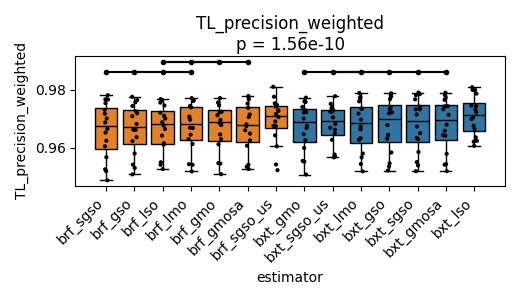 TL_precision_weighted
p = 1.56e-10
TL_precision_weighted
0.98
0.96
brf_sgso
brf_gso
brf_lso
brf_lmo
brf_gmo
brf_gmosa
brf_sgso_us
bxt_gmo
bxt_sgso_us
bxt_lmo
bxt_gso
bxt_sgso
bxt_gmosa
bxt_lso
estimator